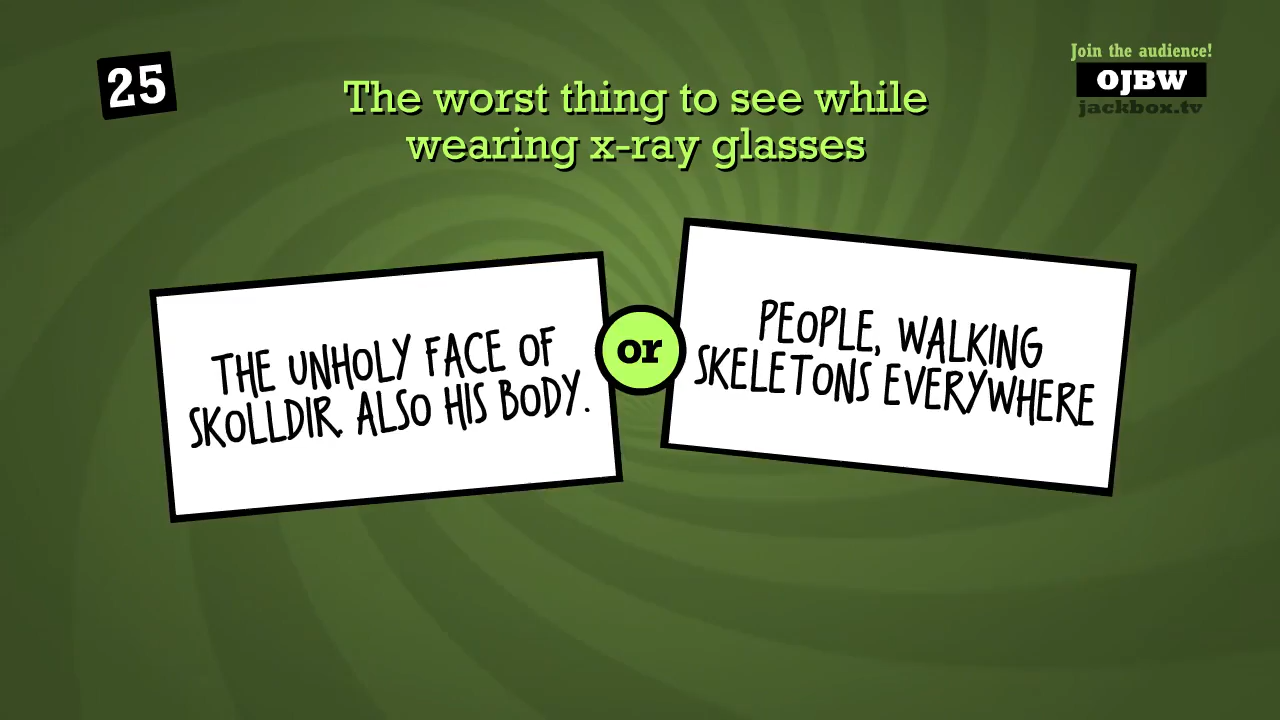 25
The worst thing to see while
wearing x-ray glasses
Join the audience!
OJBW
jackbox.tv
THE UNHOLY FACE OF
SKOLLDIR. ALSO HIS BODY.
or
PEOPLE, WALKING
SKELETONS EVERYWHERE